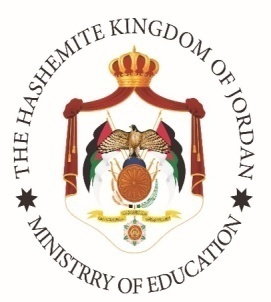 THE HASHEMITE KINGDOM OF JORDAN
MINISTRRY OF EDUCATION